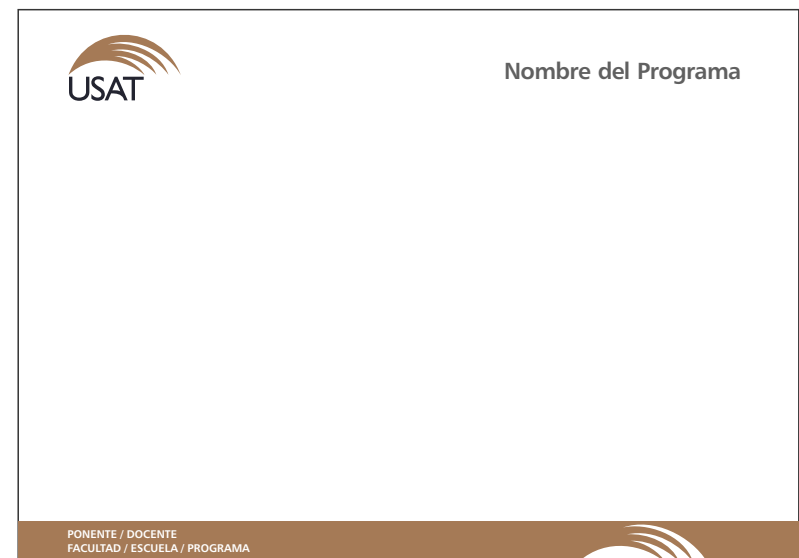 USAT
Nombre del Programa
PONENTE / DOCENTE
FACULTAD / ESCUELA / PROGRAMA